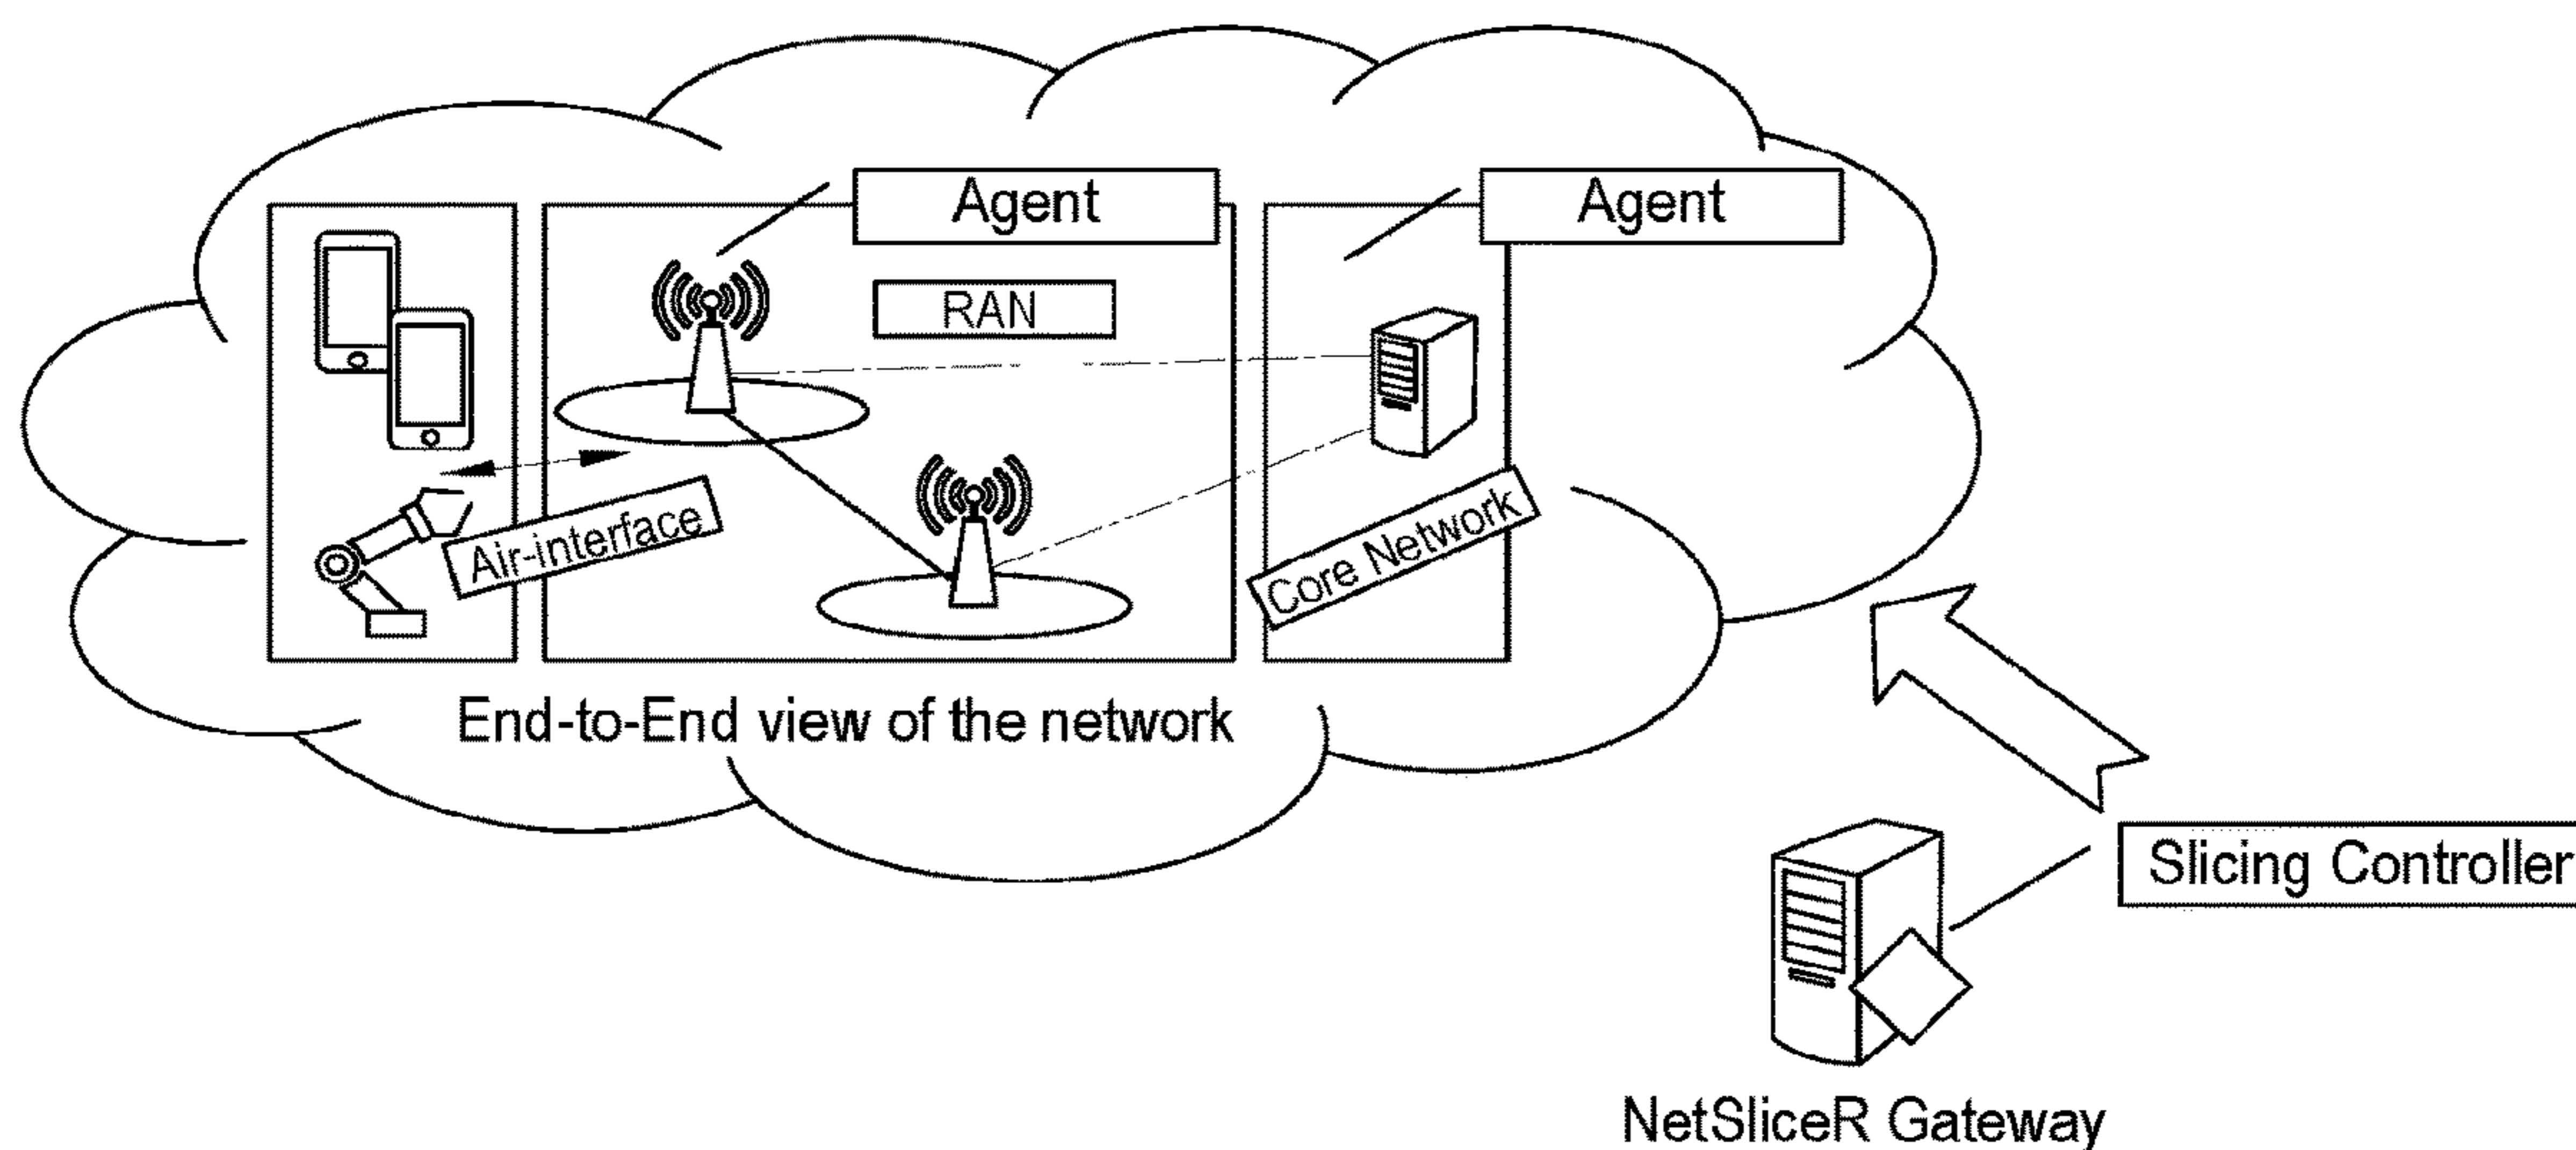 Agent
Agent
RAN
Air-interface
Core Network
End-to-End view of the network
Slicing Controller
NetSliceR Gateway